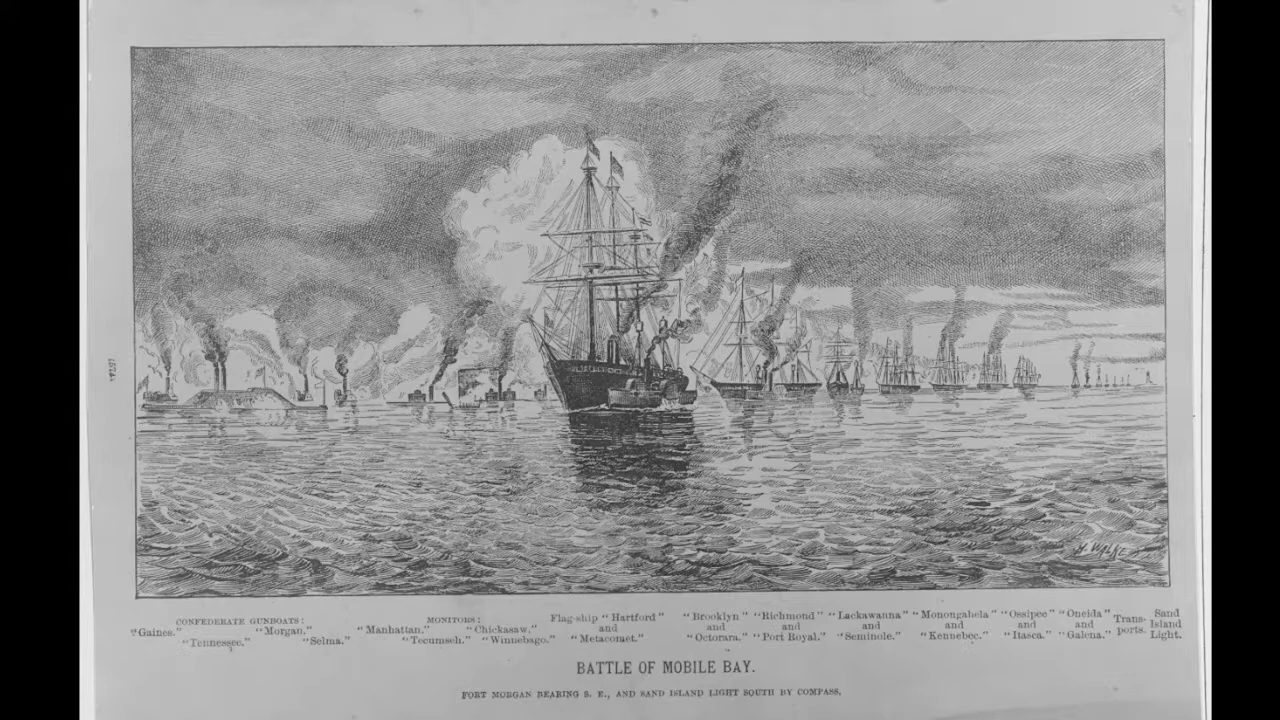 H. WALKE
CONFEDERATE GUNBOATS: MONITORS: Flag-ship "Hartford" "Brooklyn" "Richmond" "Lackawanna" "Monongahela" "Ossipee" "Oneida" Trans- Sand
"Gaines." "Morgan." "Manhattan." "Chickasaw." and and and and and and and ports. Island
"Tennessee." "Selma." "Tecumseh." "Winnebago." "Metacomet." "Octorara." "Port Royal." "Seminole." "Kennebec." "Itasca." "Galena." Light.
BATTLE OF MOBILE BAY.
FORT MORGAN BEARING S. E., AND SAND ISLAND LIGHT SOUTH BY COMPASS.